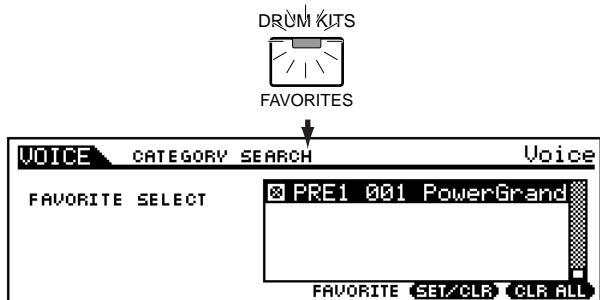 DRUM KITS
FAVORITES
VOICE CATEGORY SEARCH Voice
FAVORITE SELECT
PRE1 001 PowerGrand
FAVORITE SET/CLR CLR ALL